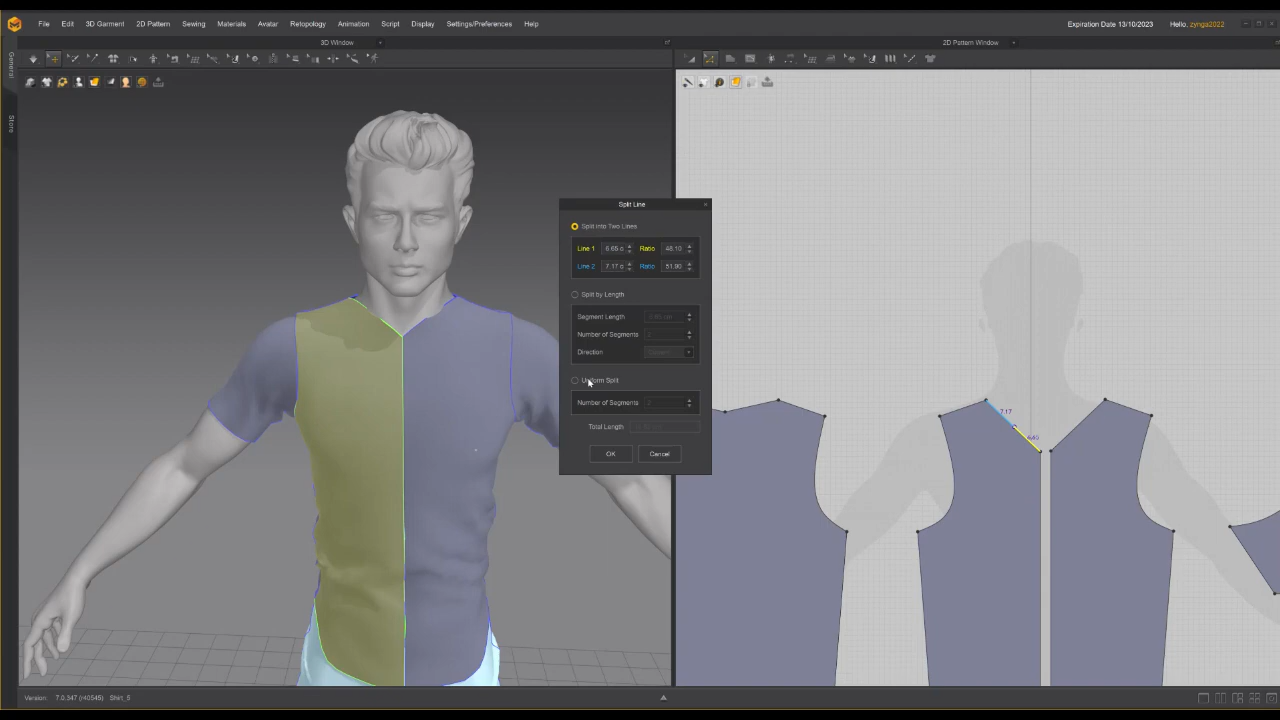 File Edit 3D Garment 2D Pattern Sewing Materials Avatar Retopology Animation Script Display Settings/Preferences Help
Expiration Date 13/10/2023 Hello, zynga2022
3D Window
2D Pattern Window
General
Store
Split Line
Split into Two Lines
Line 1 6.65 c Ratio 48.10
Line 2 7.17 c Ratio 51.90
Split by Length
Segment Length
Number of Segments
Direction
Uniform Split
Number of Segments
Total Length
OK Cancel
7.17
Version: 7.0.347 (r40545) Shirt_5